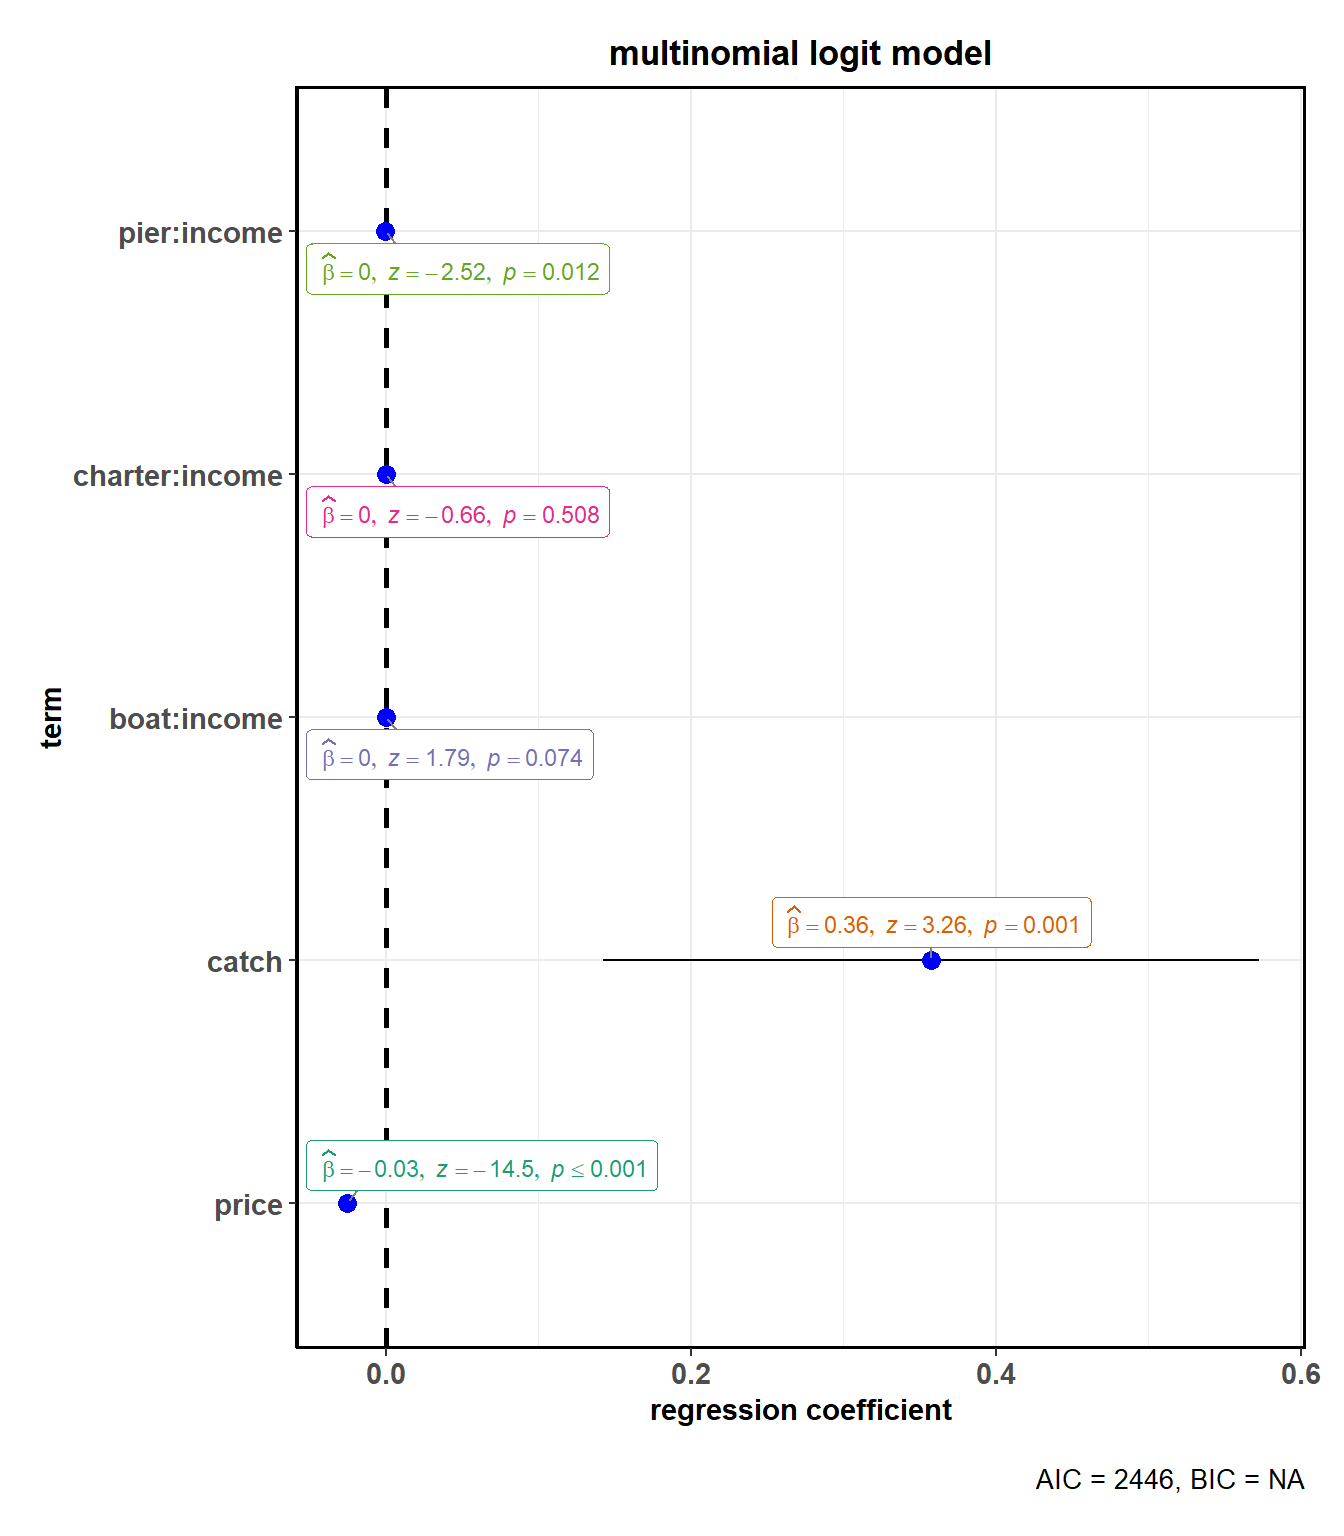 multinomial logit model
pier:income
β̂ = 0, z = −2.52, p = 0.012
charter:income
β̂ = 0, z = −0.66, p = 0.508
term
boat:income
β̂ = 0, z = 1.79, p = 0.074
β̂ = 0.36, z = 3.26, p = 0.001
catch
β̂ = −0.03, z = −14.5, p ≤ 0.001
price
0.0 0.2 0.4 0.6
regression coefficient
AIC = 2446, BIC = NA